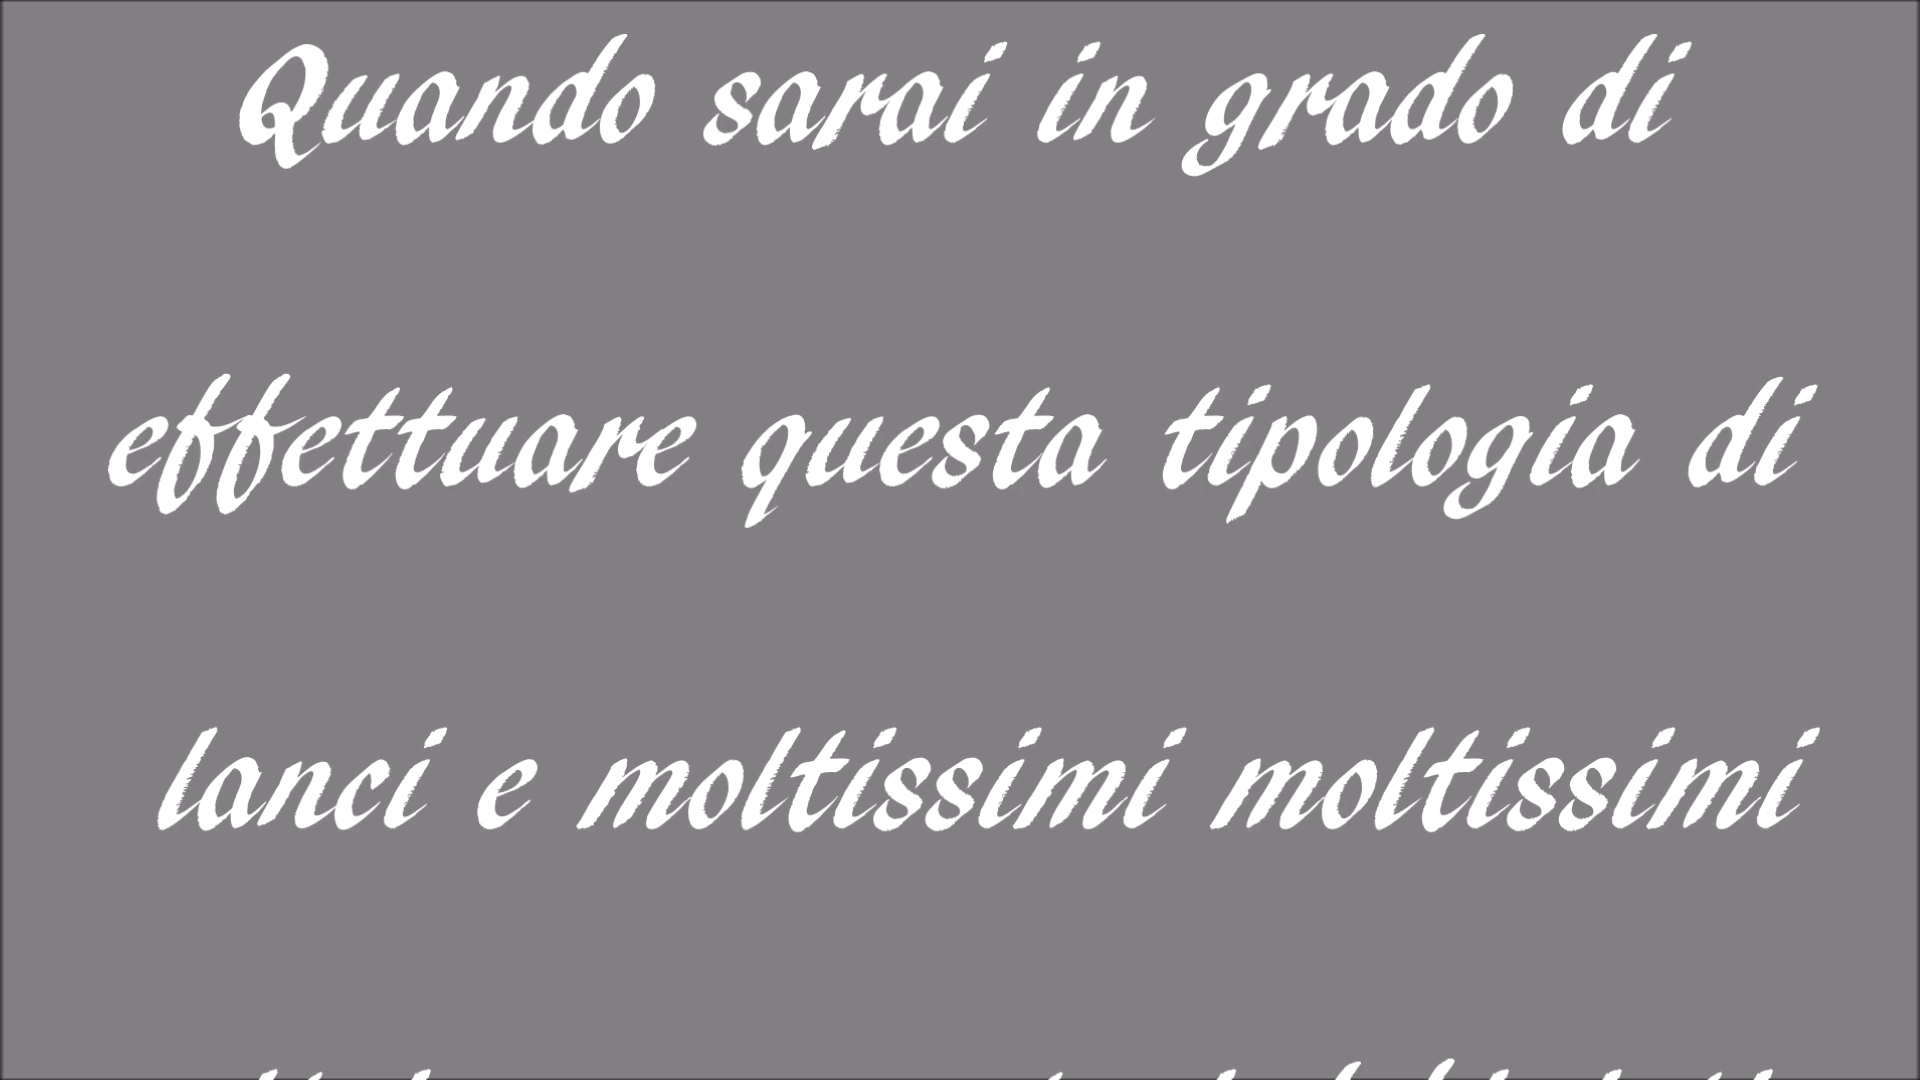 Quando sarai in grado di
effettuare questa tipologia di
lanci e moltissimi moltissimi